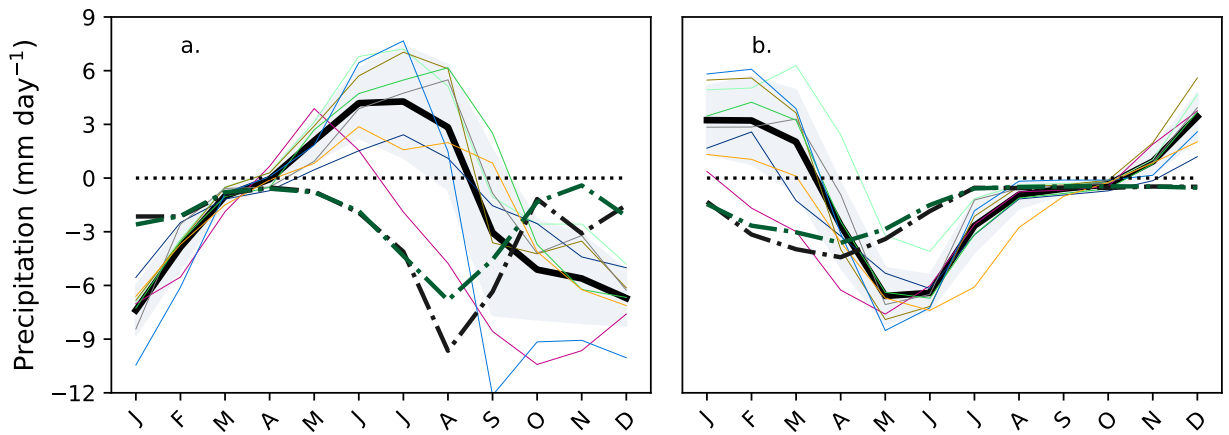 Precipitation (mm day⁻¹)
9
6
3
0
−3
−6
−9
−12
a.
J F M A M J J A S O N D
b.
J F M A M J J A S O N D